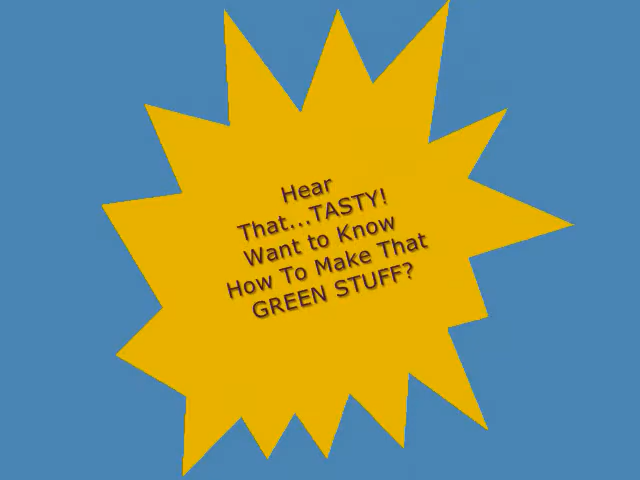 Hear
That...TASTY!
Want to Know
How To Make That
GREEN STUFF?